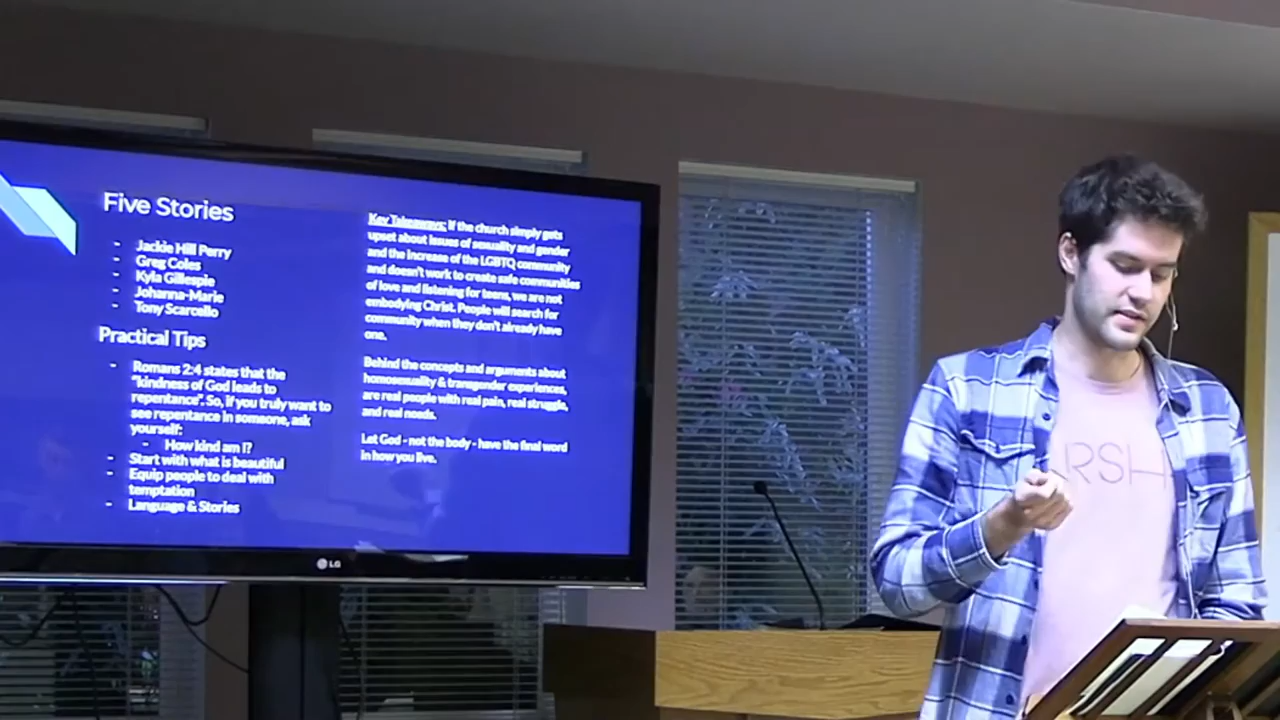 Five Stories
- Jackie Hill Perry
- Greg Coles
- Kyla Gillespie
- Johanna-Marie
- Tony Scarcello
Practical Tips
- Romans 2:4 states that the
"kindness of God leads to
repentance". So, if you truly want to
see repentance in someone, ask
yourself:
- How kind am I?
- Start with what is beautiful
- Equip people to deal with
temptation
- Language & Stories
Key Takeaways: If the church simply gets
upset about issues of sexuality and gender
and the increase of the LGBTQ community
and doesn't work to create safe communities
of love and listening for teens, we are not
embodying Christ. People will search for
community when they don't already have
one.
Behind the concepts and arguments about
homosexuality & transgender experiences,
are real people with real pain, real struggle,
and real needs.
Let God - not the body - have the final word
in how you live.
LG
ARSH